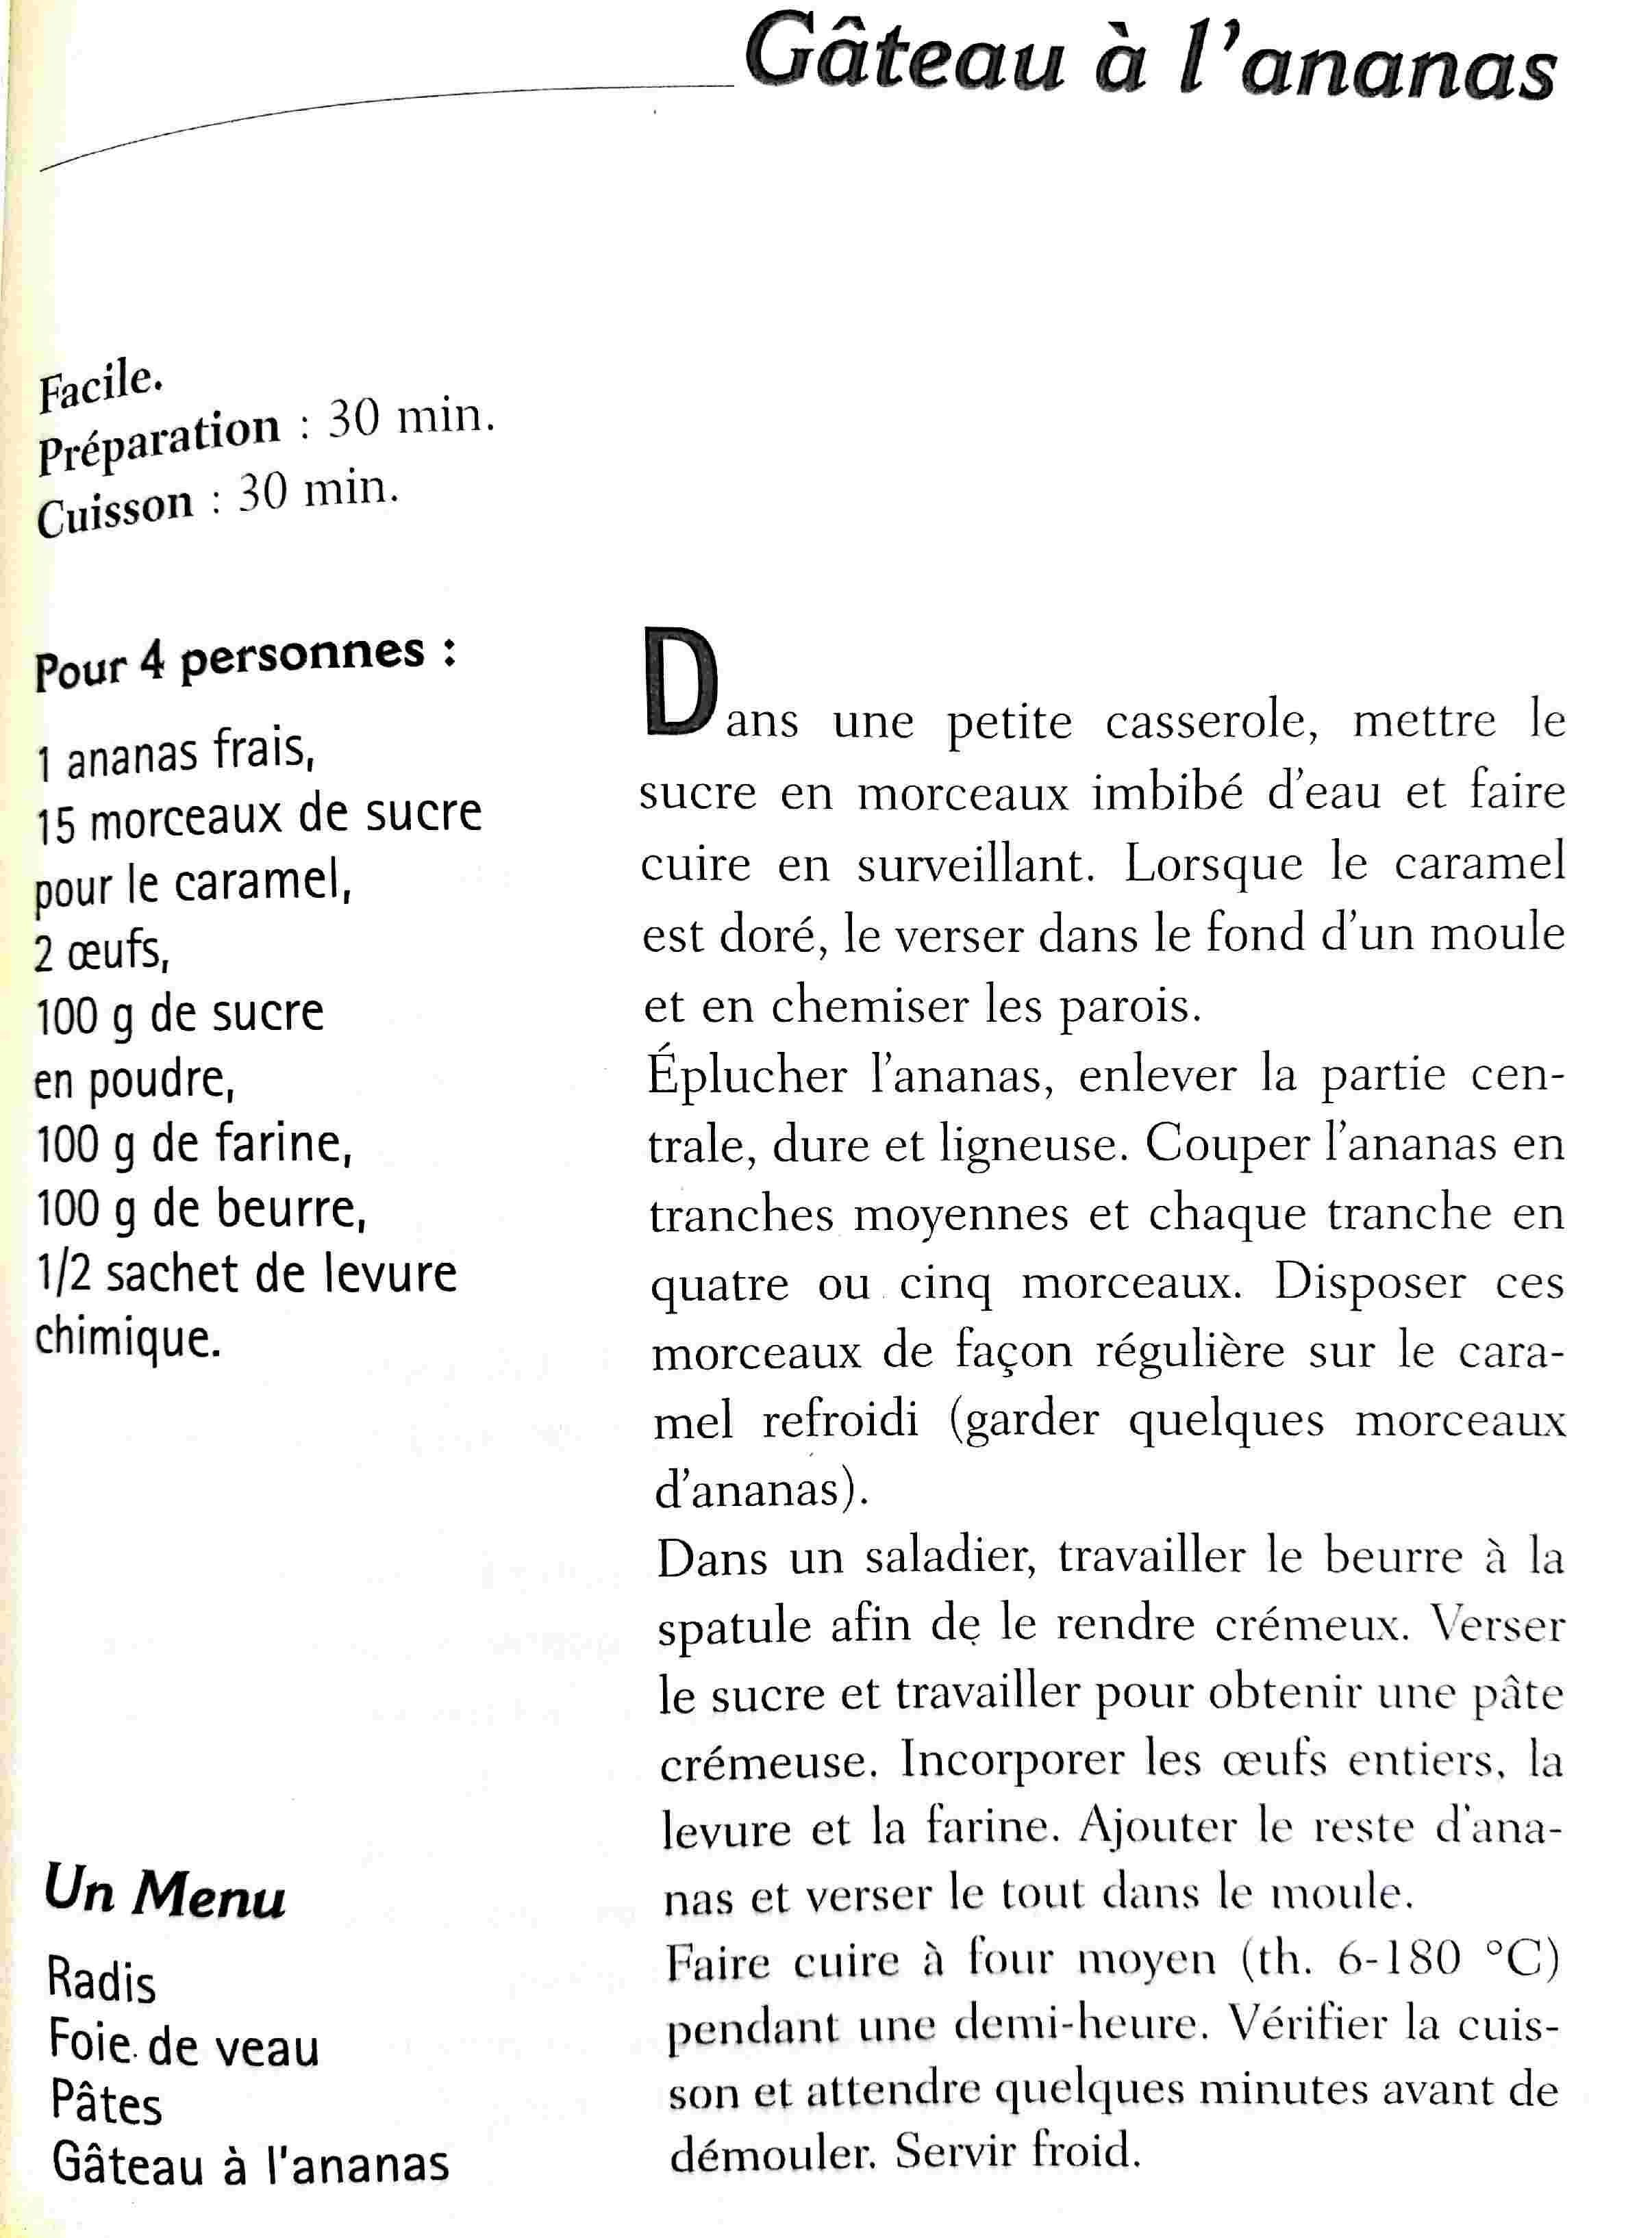 Gâteau à l'ananas
Facile.
Préparation : 30 min.
Cuisson : 30 min.
Pour 4 personnes :
1 ananas frais,
15 morceaux de sucre
pour le caramel,
2 œufs,
100 g de sucre
en poudre,
100 g de farine,
100 g de beurre,
1/2 sachet de levure
chimique.
Un Menu
Radis
Foie de veau
Pâtes
Gâteau à l'ananas
Dans une petite casserole, mettre le
sucre en morceaux imbibé d'eau et faire
cuire en surveillant. Lorsque le caramel
est doré, le verser dans le fond d'un moule
et en chemiser les parois.
Éplucher l'ananas, enlever la partie cen-
trale, dure et ligneuse. Couper l'ananas en
tranches moyennes et chaque tranche en
quatre ou cinq morceaux. Disposer ces
morceaux de façon régulière sur le cara-
mel refroidi (garder quelques morceaux
d'ananas).
Dans un saladier, travailler le beurre à la
spatule afin de le rendre crémeux. Verser
le sucre et travailler pour obtenir une pâte
crémeuse. Incorporer les œufs entiers, la
levure et la farine. Ajouter le reste d'ana-
nas et verser le tout dans le moule.
Faire cuire à four moyen (th. 6-180 °C)
pendant une demi-heure. Vérifier la cuis-
son et attendre quelques minutes avant de
démouler. Servir froid.